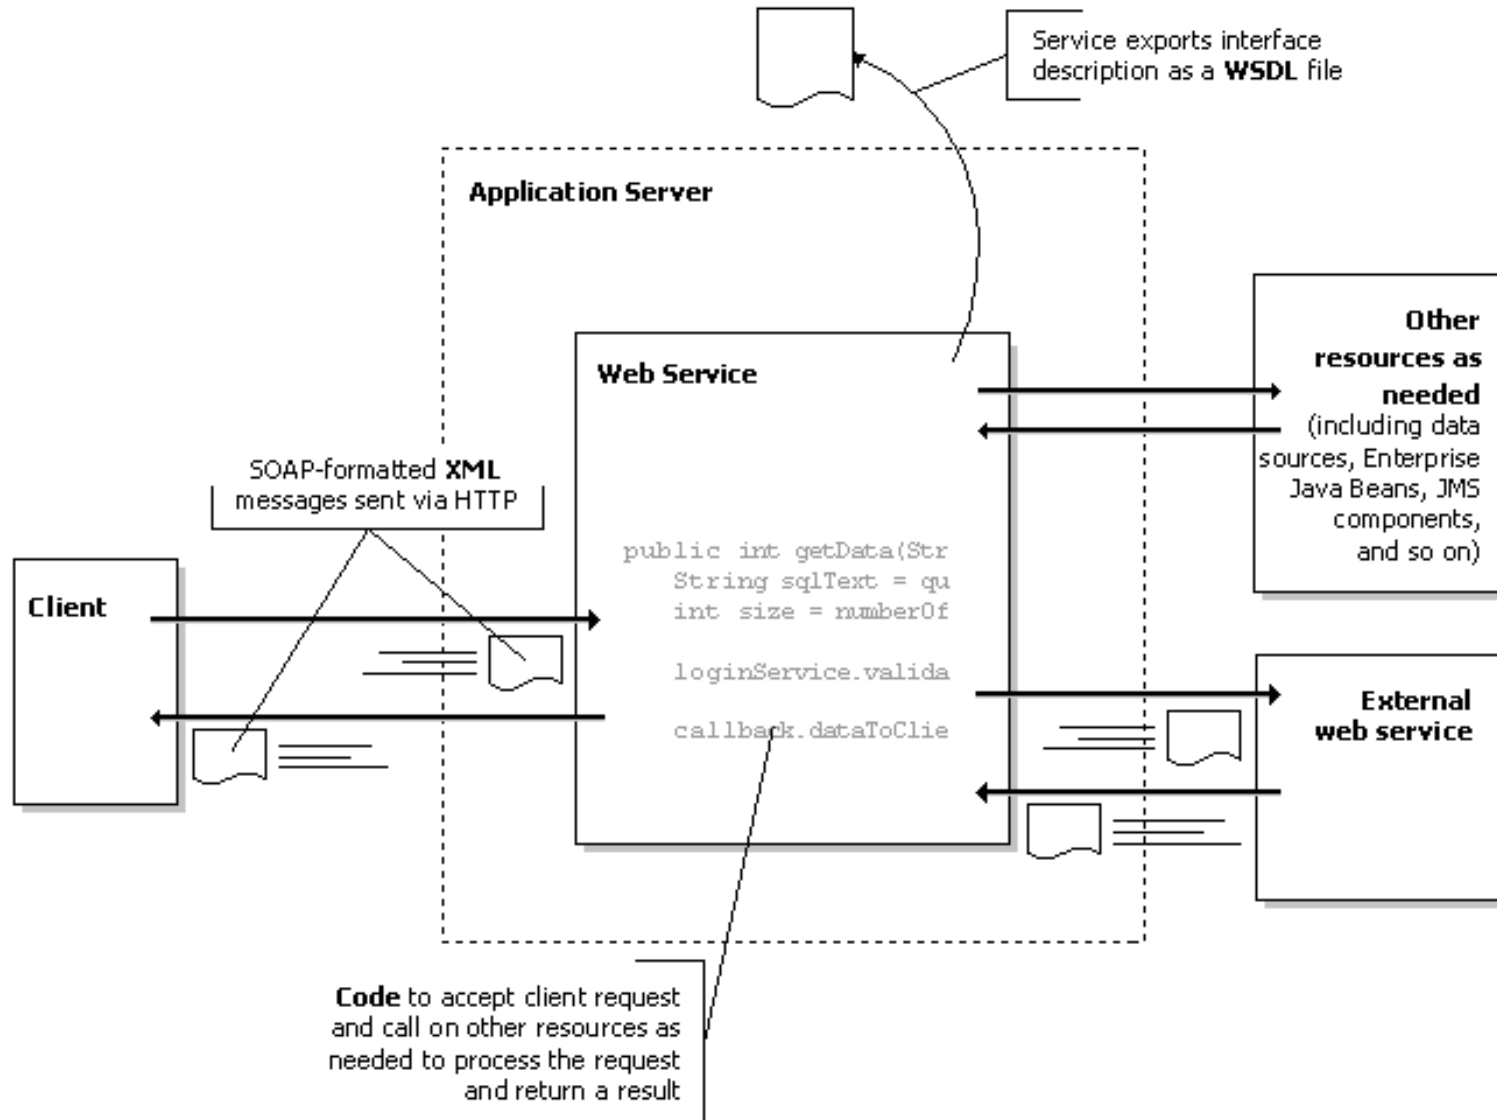 Service exports interface
description as a WSDL file
Application Server
Web Service
Other
resources as
needed
(including data
sources, Enterprise
Java Beans, JMS
components,
and so on)
SOAP-formatted XML
messages sent via HTTP
Client
public int getData(Str
String sqlText = qu
int size = numberOf
loginService.valida
callback.dataToClie
External
web service
Code to accept client request
and call on other resources as
needed to process the request
and return a result